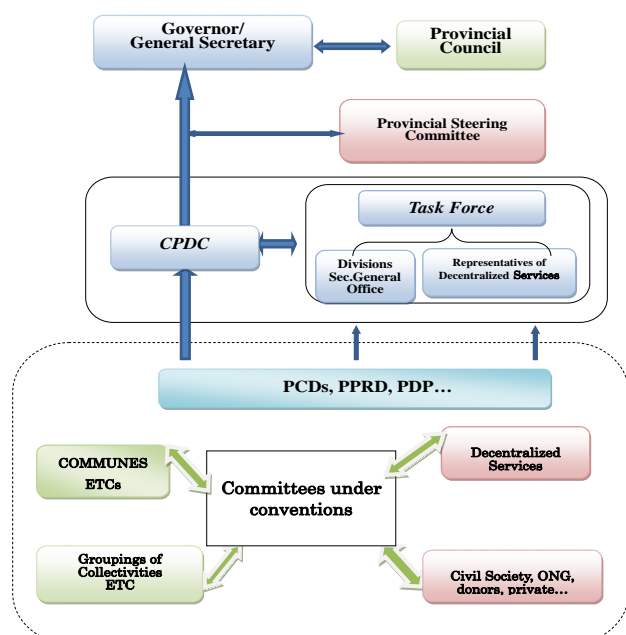 Governor/
General Secretary
Provincial
Council
Provincial Steering
Committee
Task Force
CPDC
Divisions
Sec.General
Office
Representatives of
Decentralized Services
PCDs, PPRD, PDP…
COMMUNES
ETCs
Committees under
conventions
Decentralized
Services
Groupings of
Collectivities
ETC
Civil Society, ONG,
donors, private…